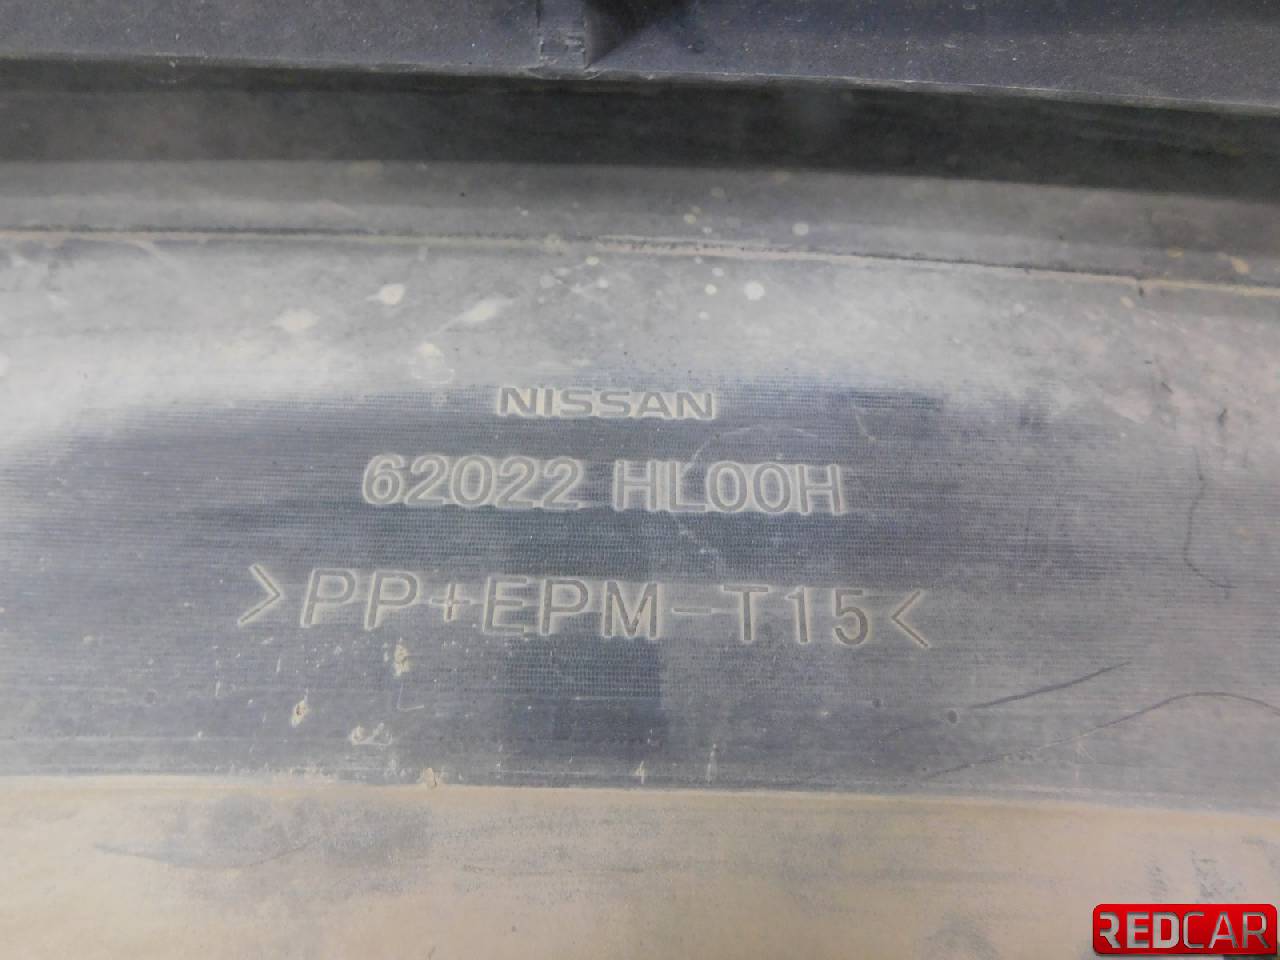 NISSAN
62022 HL00H
>PP+EPM-T15<
REDCAR